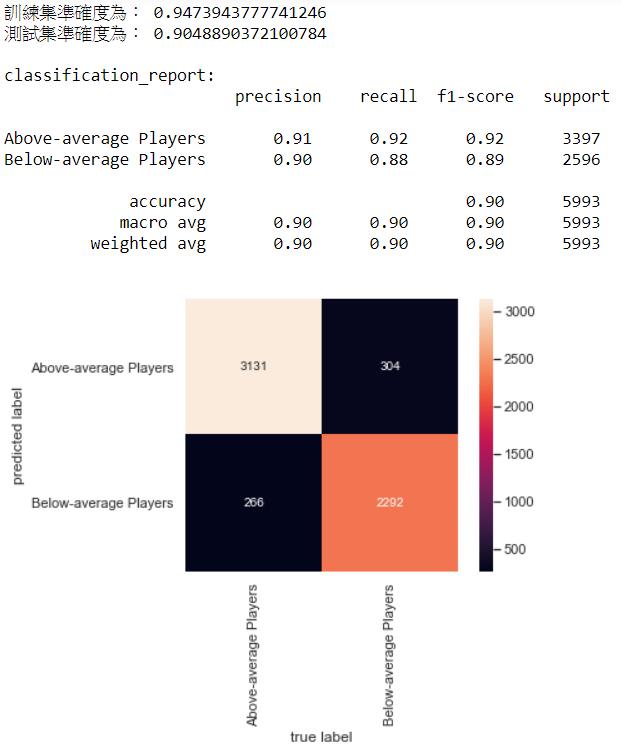 訓練集準確度為： 0.9473943777741246
測試集準確度為： 0.9048890372100784
classification_report:
precision recall f1-score support
Above-average Players 0.91 0.92 0.92 3397
Below-average Players 0.90 0.88 0.89 2596
accuracy 0.90 5993
macro avg 0.90 0.90 0.90 5993
weighted avg 0.90 0.90 0.90 5993
predicted label
Above-average Players
3131 304
Below-average Players
266 2292
Above-average Players
Below-average Players
true label
3000
2500
2000
1500
1000
500